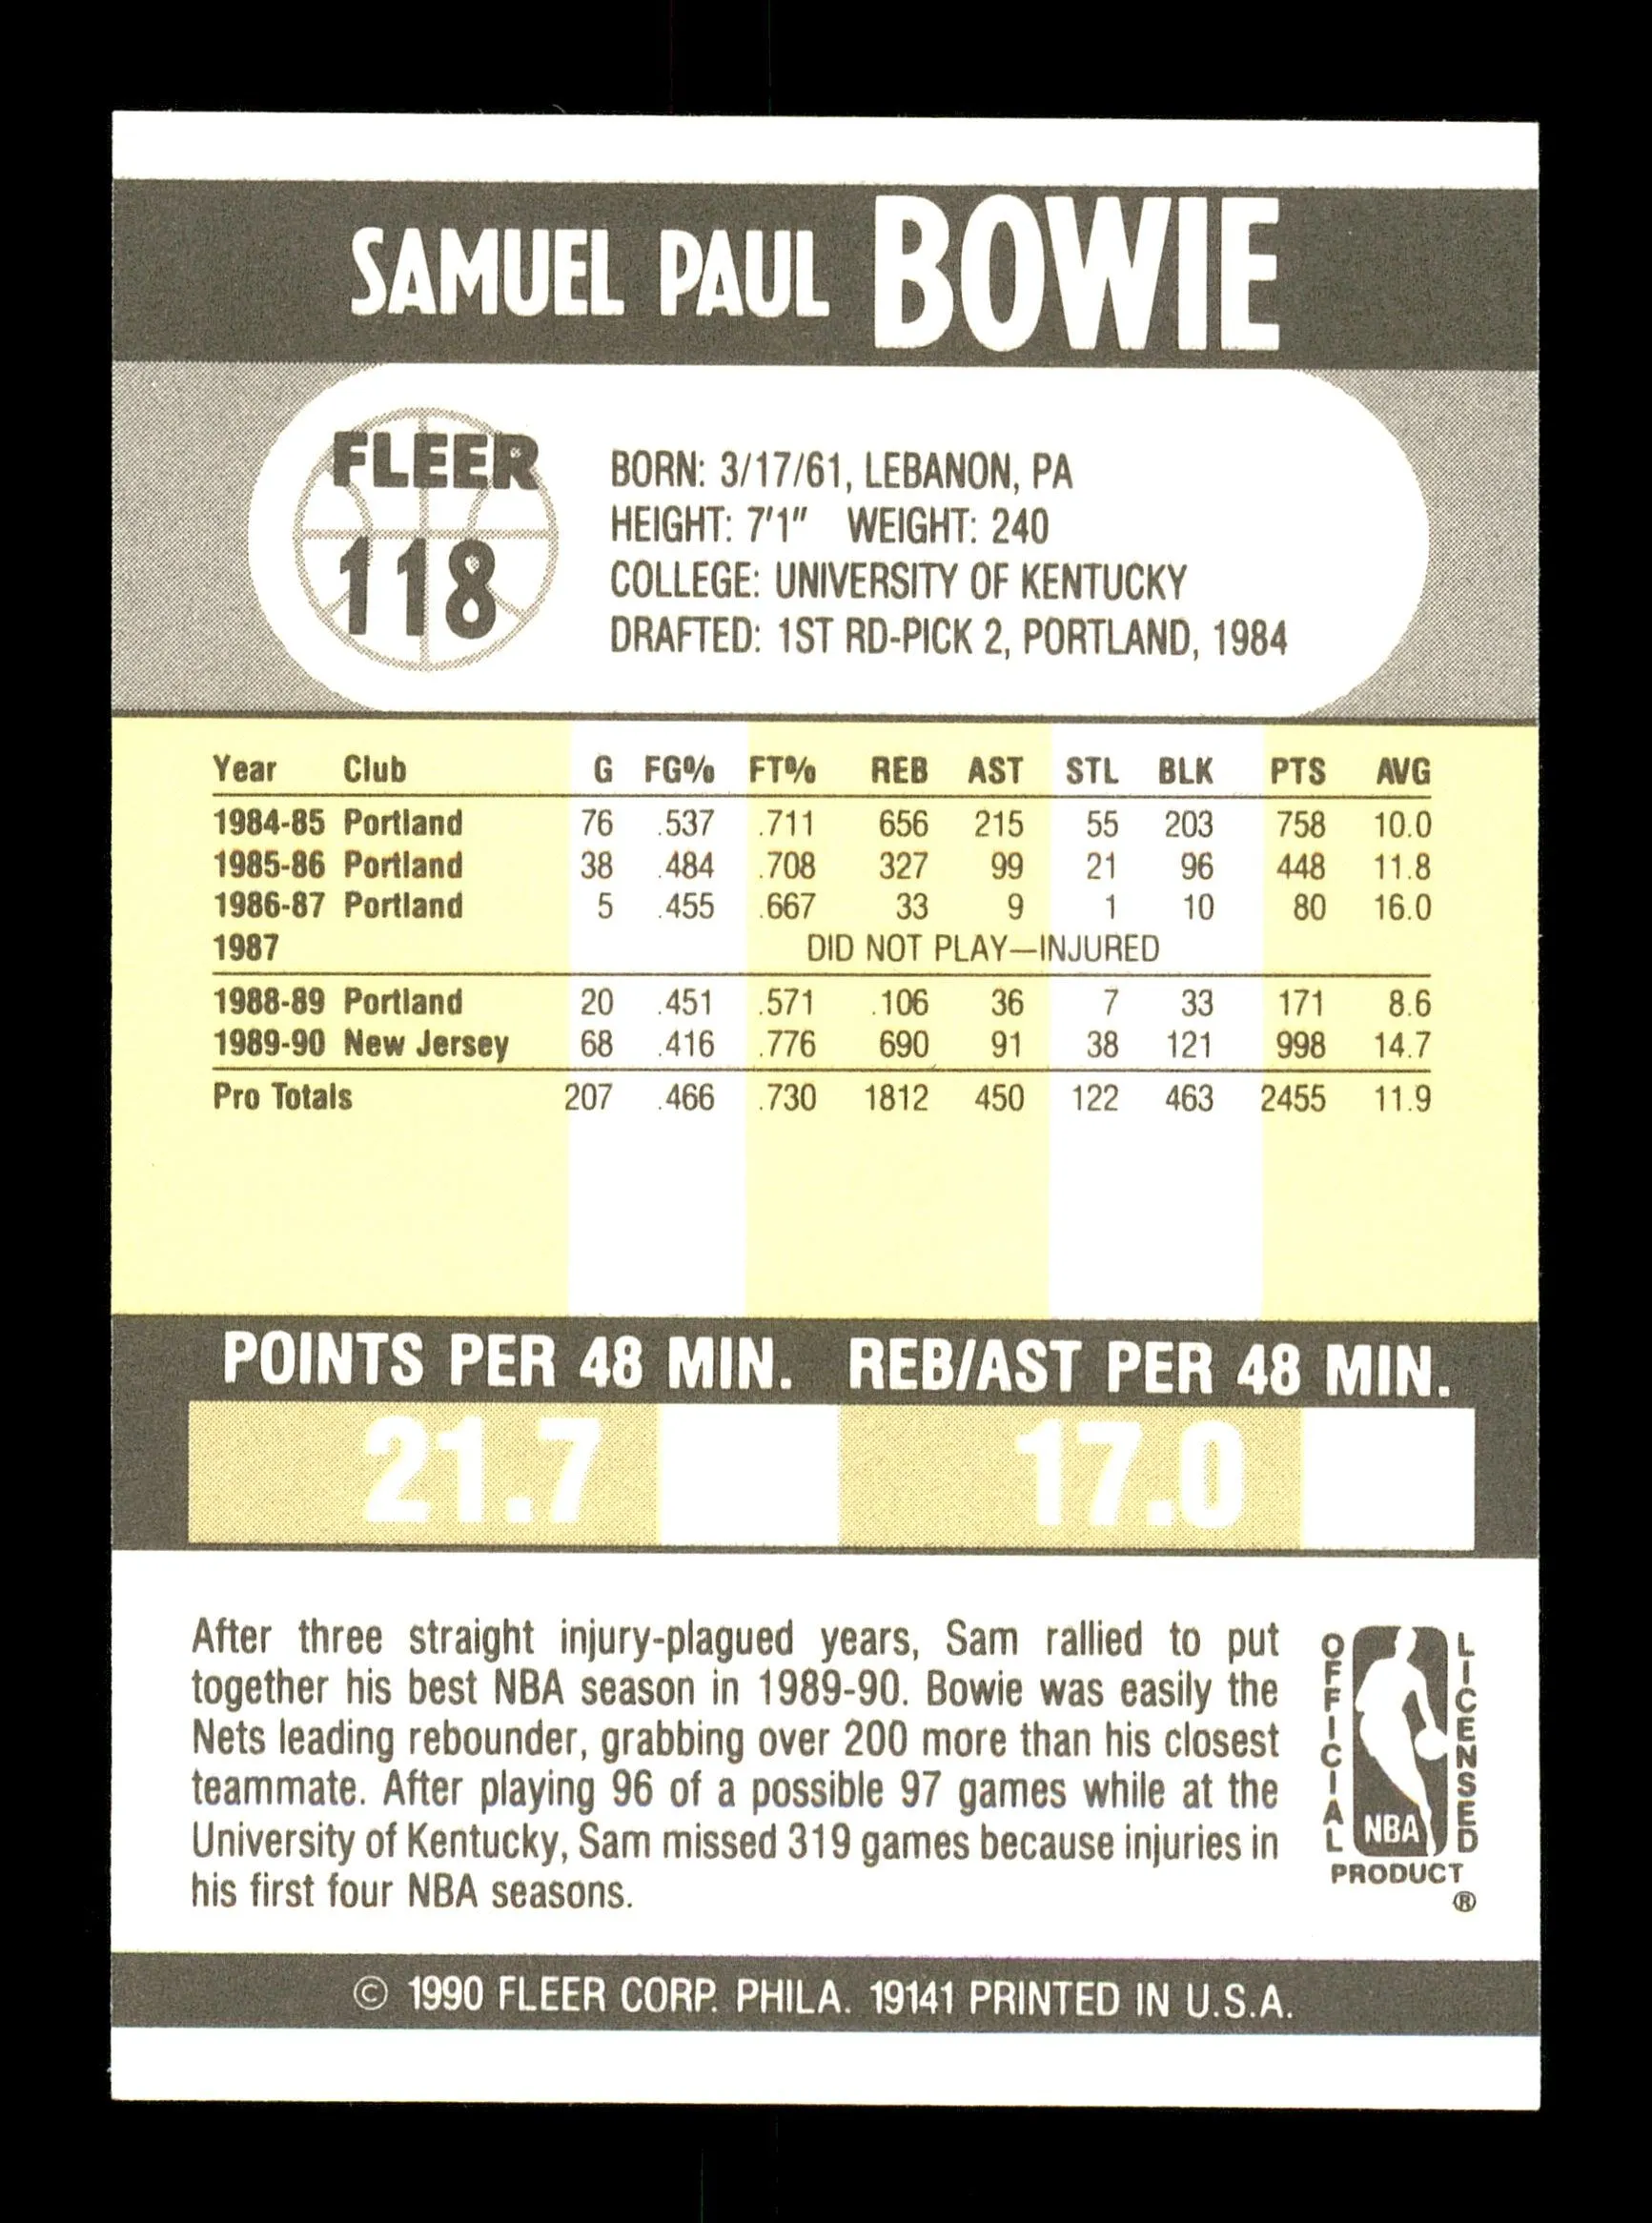 SAMUEL PAUL BOWIE
FLEER
118
BORN: 3/17/61, LEBANON, PA
HEIGHT: 7'1" WEIGHT: 240
COLLEGE: UNIVERSITY OF KENTUCKY
DRAFTED: 1ST RD-PICK 2, PORTLAND, 1984
Year Club G FG% FT% REB AST STL BLK PTS AVG
1984-85 Portland 76 .537 .711 656 215 55 203 758 10.0
1985-86 Portland 38 .484 .708 327 99 21 96 448 11.8
1986-87 Portland 5 .455 .667 33 9 1 10 80 16.0
1987 DID NOT PLAY—INJURED
1988-89 Portland 20 .451 .571 .106 36 7 33 171 8.6
1989-90 New Jersey 68 .416 .776 690 91 38 121 998 14.7
Pro Totals 207 .466 .730 1812 450 122 463 2455 11.9
POINTS PER 48 MIN. REB/AST PER 48 MIN.
21.7 17.0
After three straight injury-plagued years, Sam rallied to put
together his best NBA season in 1989-90. Bowie was easily the
Nets leading rebounder, grabbing over 200 more than his closest
teammate. After playing 96 of a possible 97 games while at the
University of Kentucky, Sam missed 319 games because injuries in
his first four NBA seasons.
OFFICIAL
NBA
LICENSED
PRODUCT
®
© 1990 FLEER CORP. PHILA. 19141 PRINTED IN U.S.A.